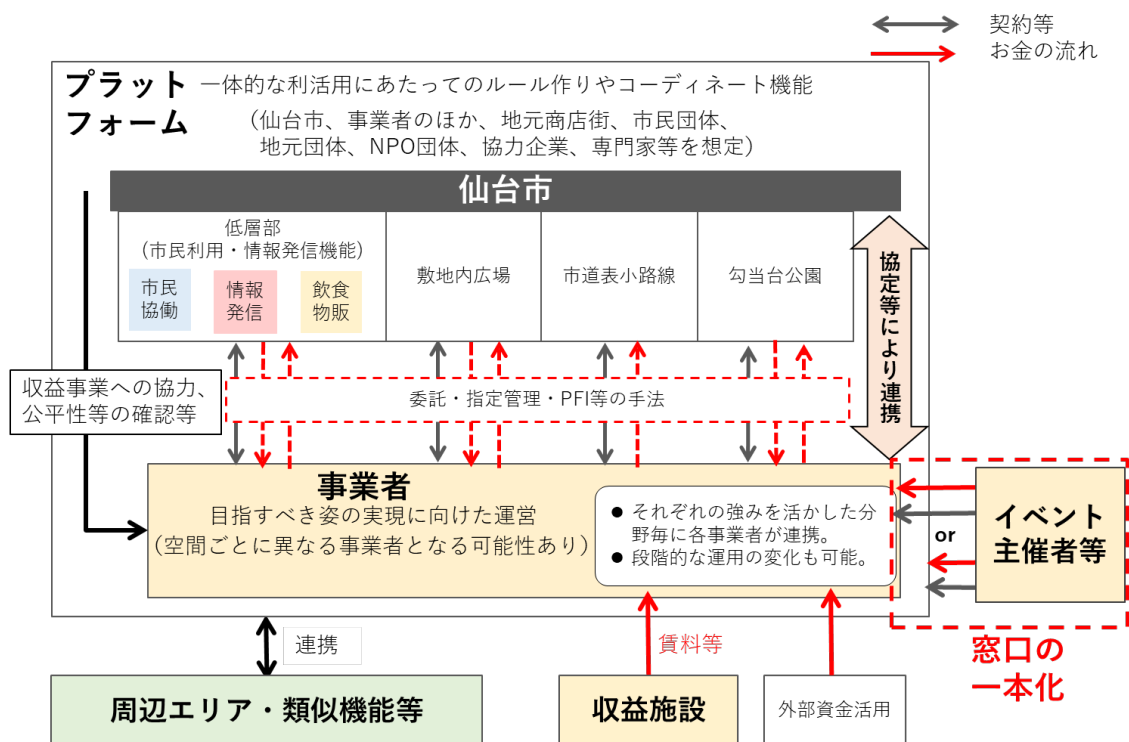 契約等
お金の流れ
プラット
フォーム
一体的な利活用にあたってのルール作りやコーディネート機能
(仙台市、事業者のほか、地元商店街、市民団体、
地元団体、NPO団体、協力企業、専門家等を想定)
仙台市
低層部
(市民利用・情報発信機能)
市民
協働
情報
発信
飲食
物販
敷地内広場
市道表小路線
勾当台公園
協定等により連携
収益事業への協力、
公平性等の確認等
委託・指定管理・PFI等の手法
事業者
目指すべき姿の実現に向けた運営
(空間ごとに異なる事業者となる可能性あり)
● それぞれの強みを活かした分
野毎に各事業者が連携。
● 段階的な運用の変化も可能。
or
イベント
主催者等
窓口の
一本化
連携
賃料等
周辺エリア・類似機能等
収益施設
外部資金活用